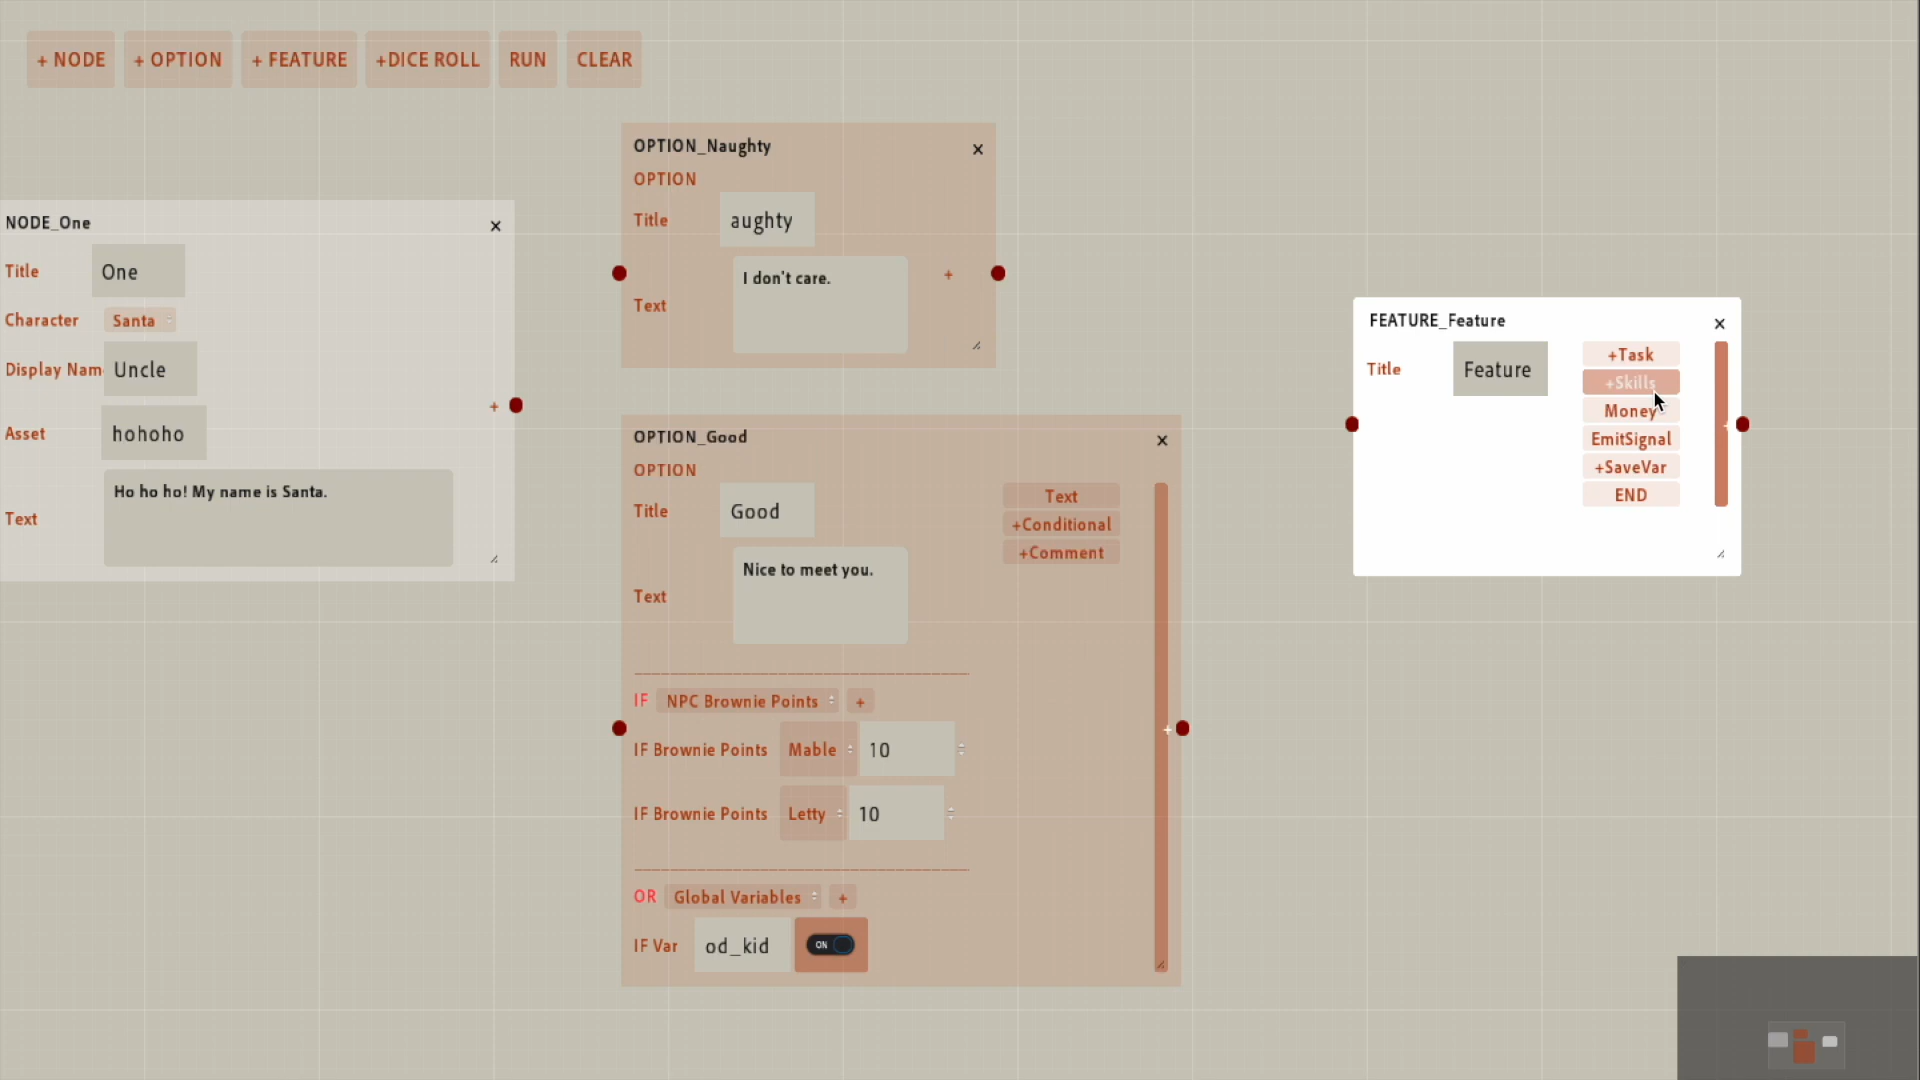 + NODE
+ OPTION
+ FEATURE
+DICE ROLL
RUN
CLEAR
NODE_One
x
Title
One
Character
Santa
Display Nam
Uncle
Asset
hohoho
+
Text
Ho ho ho! My name is Santa.
OPTION_Naughty
x
OPTION
Title
aughty
Text
I don't care.
+
OPTION_Good
x
OPTION
Title
Good
Text
Nice to meet you.
Text
+Conditional
+Comment
IF
NPC Brownie Points
+
IF Brownie Points
Mable
10
IF Brownie Points
Letty
10
+
OR
Global Variables
+
IF Var
od_kid
ON
FEATURE_Feature
x
Title
Feature
+Task
+Skills
Money
EmitSignal
+SaveVar
END
+